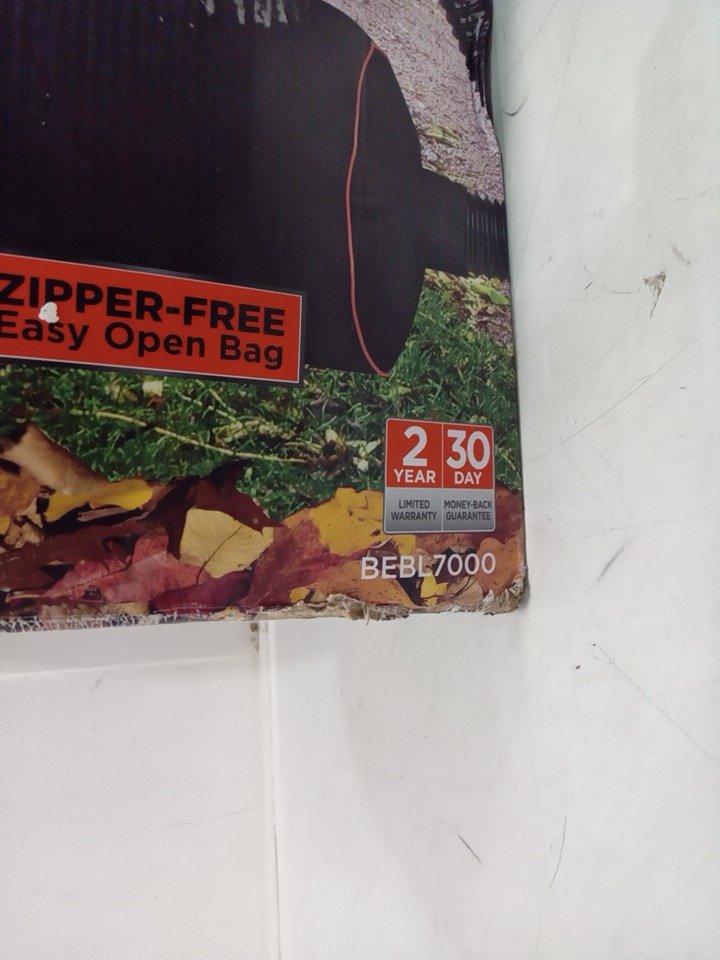 ZIPPER-FREE
Easy Open Bag
2 YEAR
30 DAY
LIMITED WARRANTY
MONEY-BACK GUARANTEE
BEBL7000